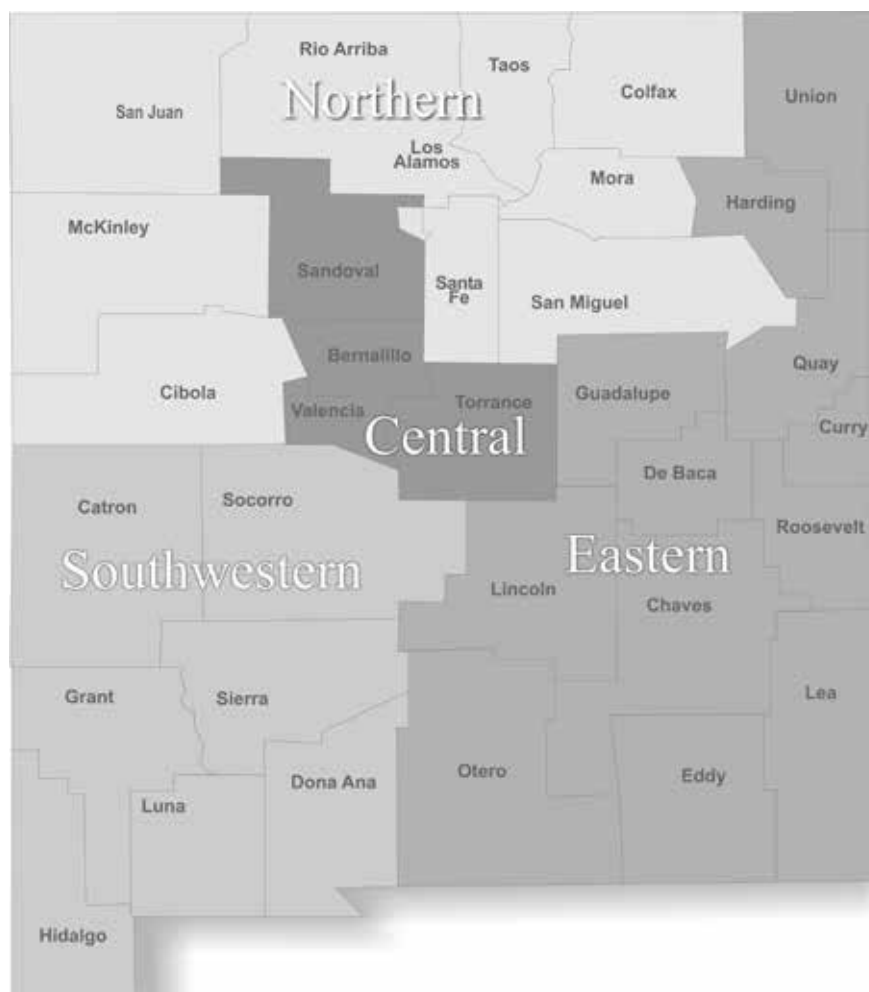 Rio Arriba
Taos
Colfax
Union
San Juan
Northern
Los
Alamos
Mora
Harding
McKinley
Sandoval
Santa
Fe
San Miguel
Bernalillo
Quay
Cibola
Valencia
Torrance
Guadalupe
Curry
Central
De Baca
Catron
Socorro
Roosevelt
Southwestern
Eastern
Lincoln
Chaves
Grant
Sierra
Lea
Otero
Eddy
Dona Ana
Luna
Hidalgo